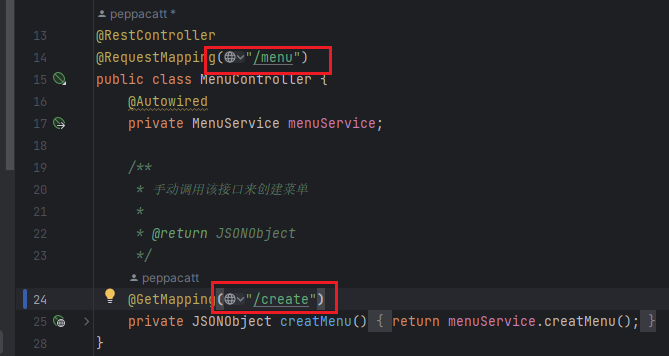 peppacatt *
13 @RestController
14 @RequestMapping("/menu")
15 public class MenuController {
16 @Autowired
17 private MenuService menuService;
18
19 /**
20 * 手动调用该接口来创建菜单
21 *
22 * @return JSONObject
23 */
peppacatt
24 @GetMapping("/create")
25 private JSONObject creatMenu() { return menuService.creatMenu(); }
28 }